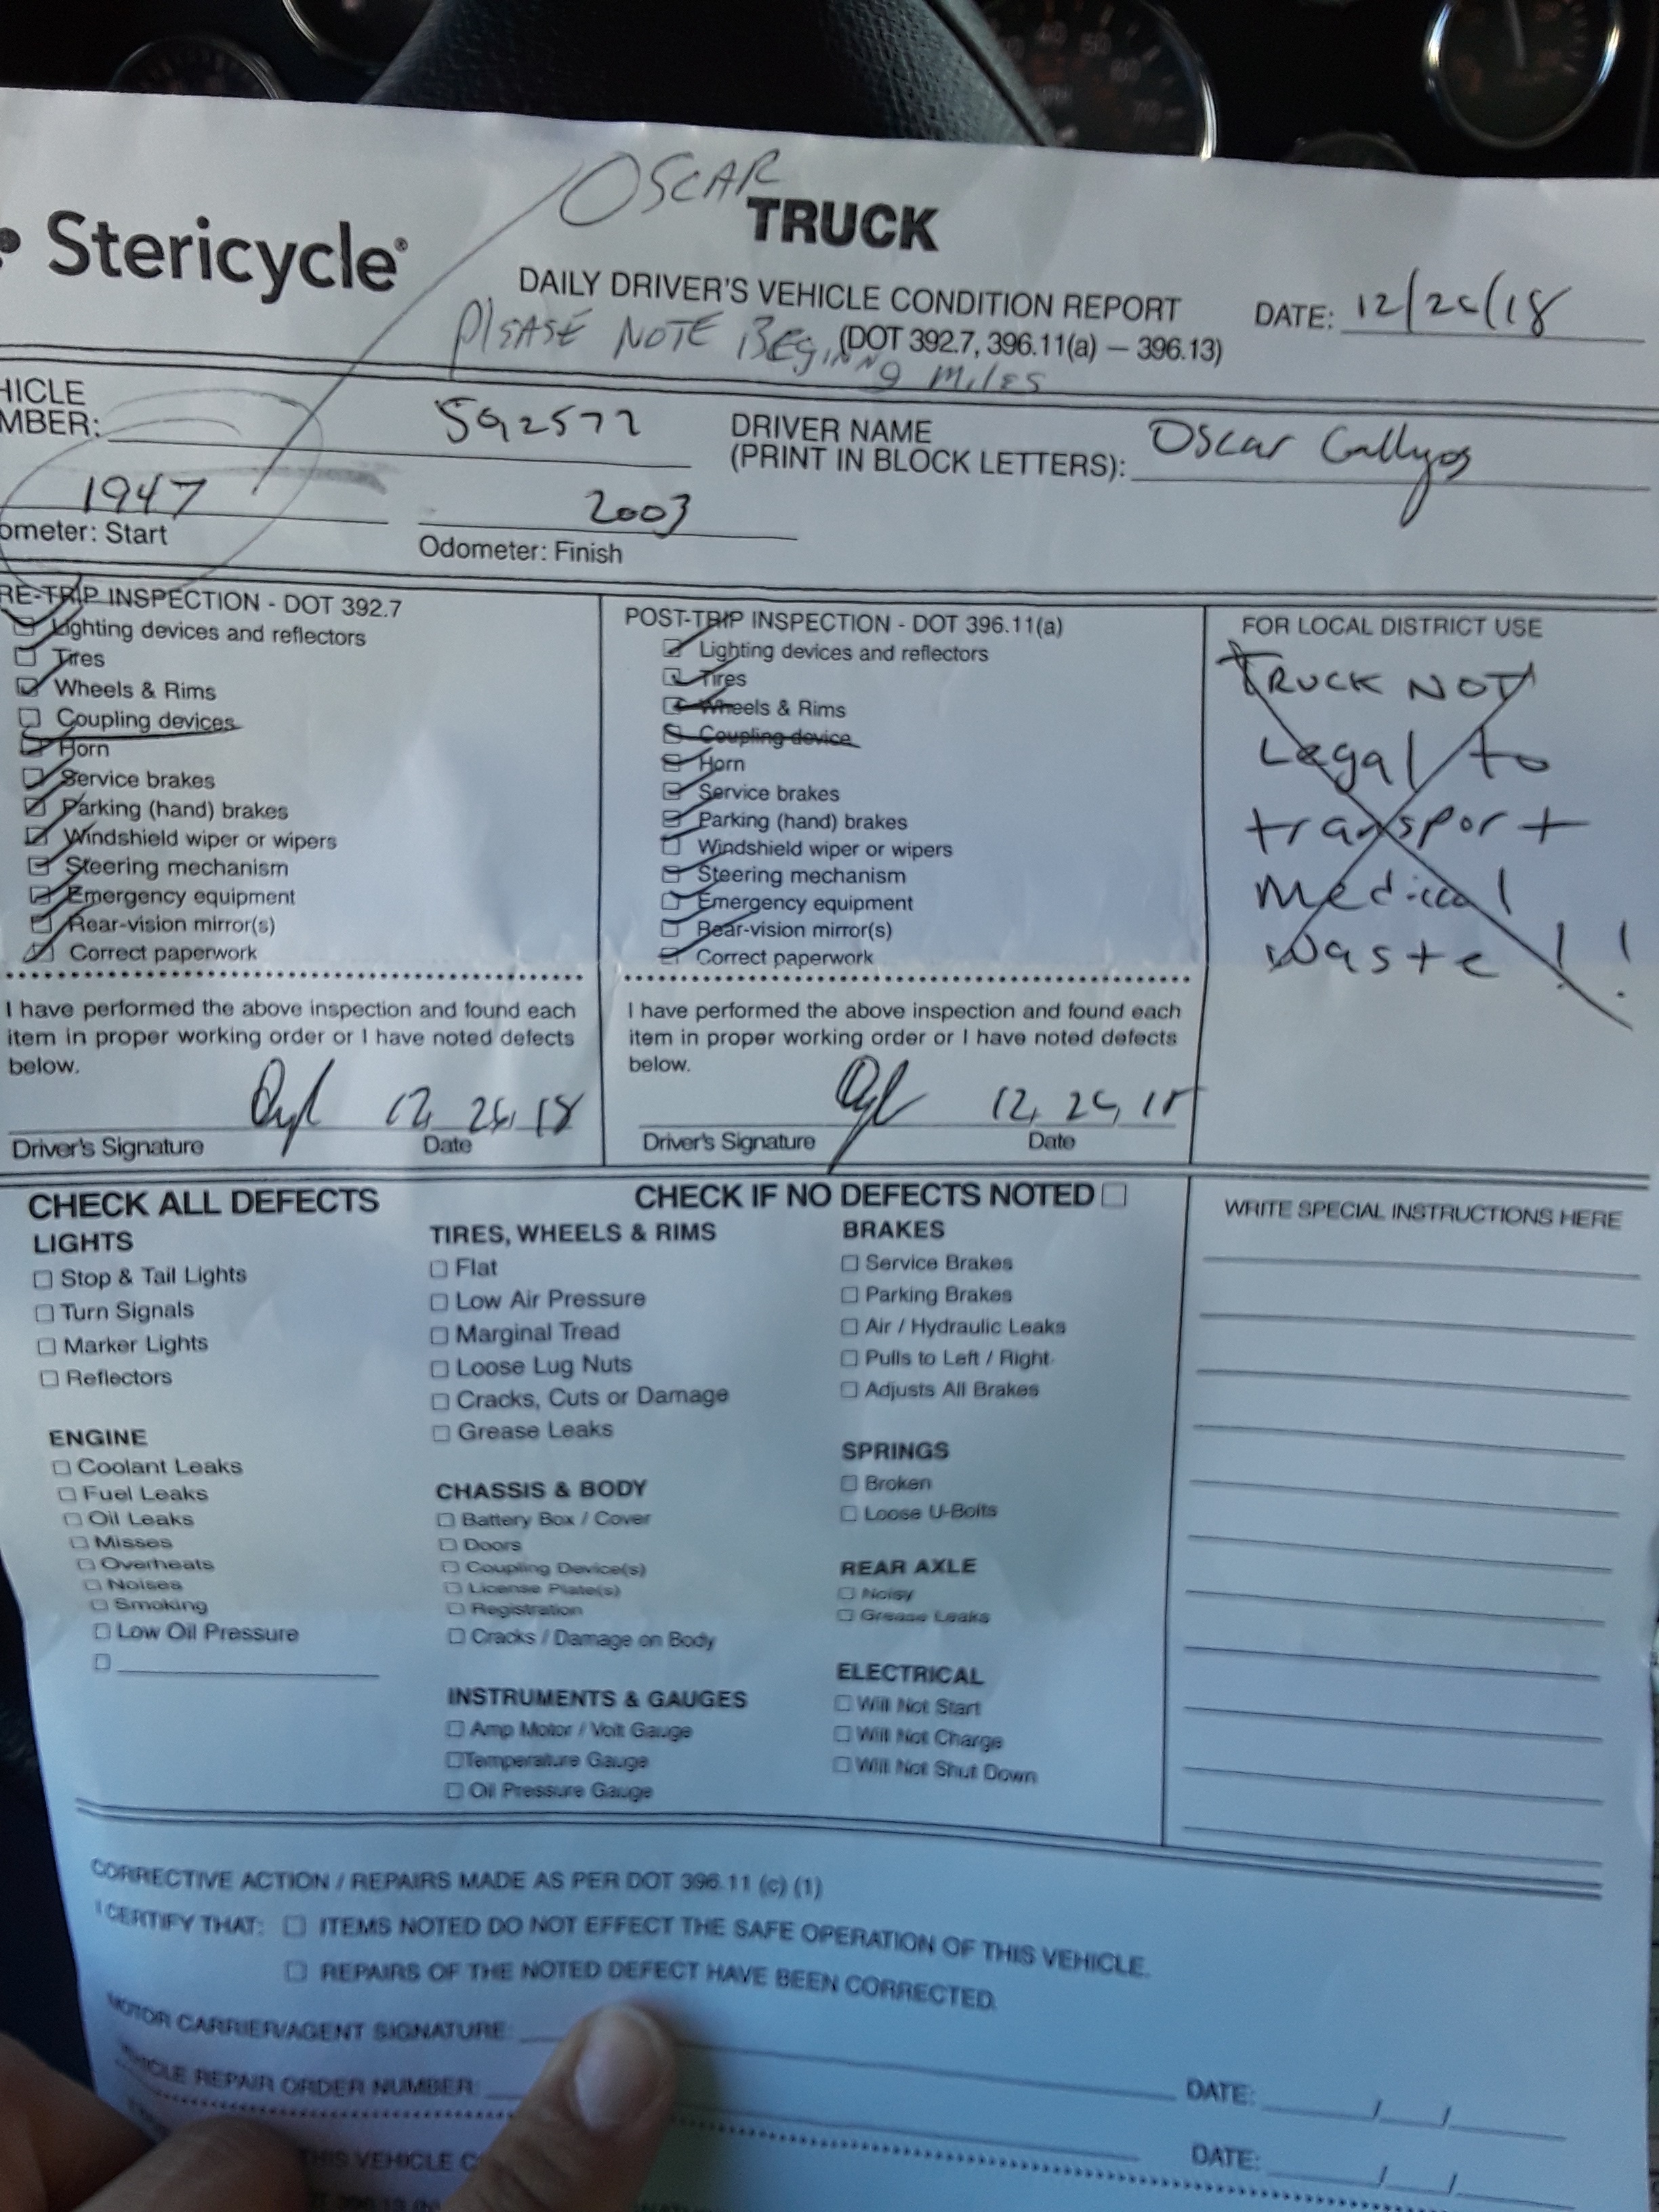 OSCAR
Stericycle®
TRUCK
DAILY DRIVER'S VEHICLE CONDITION REPORT
DATE: 12/26/18
(DOT 392.7, 396.11(a) — 396.13)
PLEASE NOTE BEGINNING MILES
HICLE
MBER: 592577
DRIVER NAME
(PRINT IN BLOCK LETTERS): Oscar Gallegos
1947
2003
ometer: Start
Odometer: Finish
RE-TRIP INSPECTION - DOT 392.7
Lighting devices and reflectors
Tires
Wheels & Rims
Coupling devices
Horn
Service brakes
Parking (hand) brakes
Windshield wiper or wipers
Steering mechanism
Emergency equipment
Rear-vision mirror(s)
Correct paperwork
I have performed the above inspection and found each
item in proper working order or I have noted defects
below.
12, 26, 18
Driver's Signature Date
POST-TRIP INSPECTION - DOT 396.11(a)
Lighting devices and reflectors
Tires
Wheels & Rims
Coupling device
Horn
Service brakes
Parking (hand) brakes
Windshield wiper or wipers
Steering mechanism
Emergency equipment
Rear-vision mirror(s)
Correct paperwork
I have performed the above inspection and found each
item in proper working order or I have noted defects
below.
12, 26, 18
Driver's Signature Date
FOR LOCAL DISTRICT USE
TRUCK NOT
Legal to
transport
Medical
waste !!
CHECK ALL DEFECTS
CHECK IF NO DEFECTS NOTED
LIGHTS
Stop & Tail Lights
Turn Signals
Marker Lights
Reflectors
ENGINE
Coolant Leaks
Fuel Leaks
Oil Leaks
Misses
Overheats
Noises
Smoking
Low Oil Pressure
TIRES, WHEELS & RIMS
Flat
Low Air Pressure
Marginal Tread
Loose Lug Nuts
Cracks, Cuts or Damage
Grease Leaks
CHASSIS & BODY
Battery Box / Cover
Doors
Coupling Device(s)
License Plate(s)
Registration
Cracks / Damage on Body
INSTRUMENTS & GAUGES
Amp Motor / Volt Gauge
Temperature Gauge
Oil Pressure Gauge
BRAKES
Service Brakes
Parking Brakes
Air / Hydraulic Leaks
Pulls to Left / Right
Adjusts All Brakes
SPRINGS
Broken
Loose U-Bolts
REAR AXLE
Noisy
Grease Leaks
ELECTRICAL
Will Not Start
Will Not Charge
Will Not Shut Down
WRITE SPECIAL INSTRUCTIONS HERE
CORRECTIVE ACTION / REPAIRS MADE AS PER DOT 396.11 (c) (1)
I CERTIFY THAT: ITEMS NOTED DO NOT EFFECT THE SAFE OPERATION OF THIS VEHICLE.
REPAIRS OF THE NOTED DEFECT HAVE BEEN CORRECTED.
MOTOR CARRIER/AGENT SIGNATURE:
DATE: / /
VEHICLE REPAIR ORDER NUMBER:
DATE: / /
THIS VEHICLE C